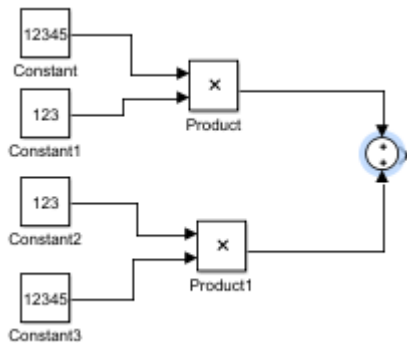 12345
Constant
123
Constant1
×
Product
+
+
123
Constant2
×
Product1
12345
Constant3